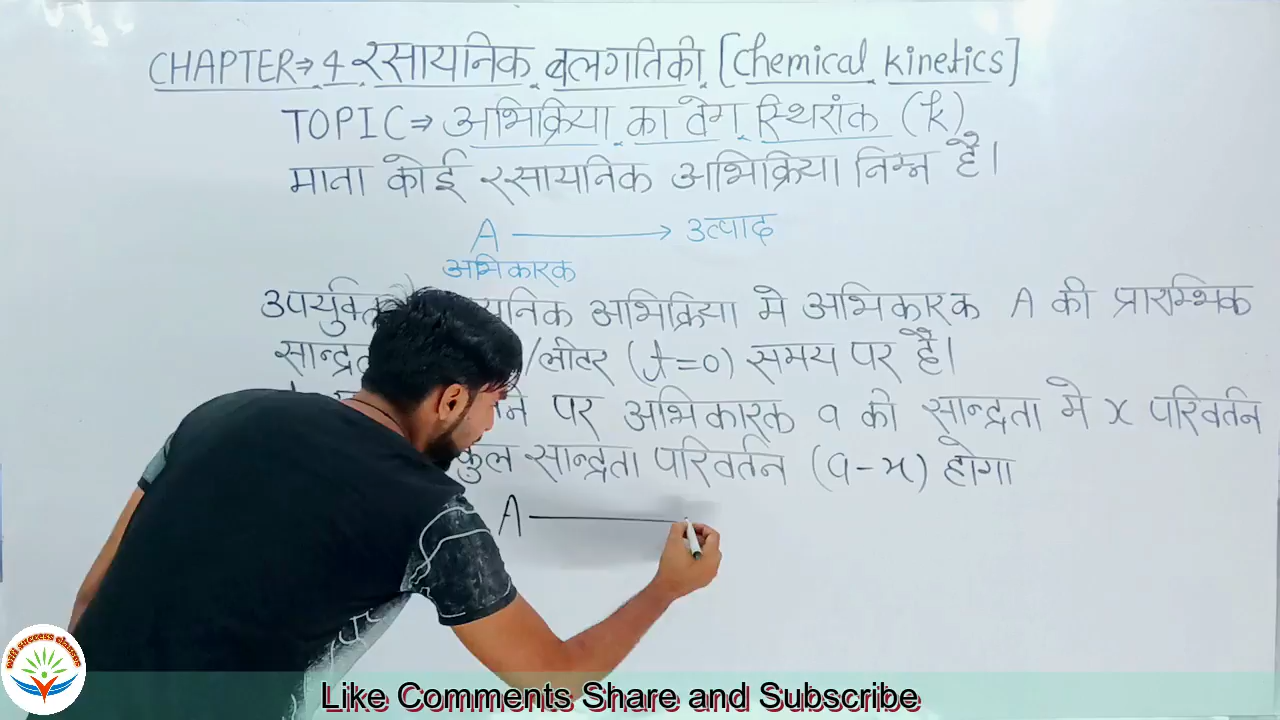 CHAPTER⇒ 4 रसायनिक बलगतिकी [Chemical kinetics]
TOPIC⇒ अभिक्रिया का वेग स्थिरांक (k)
माना कोई रसायनिक अभिक्रिया निम्न है।
A ⟶ उत्पाद
अभिकारक
उपर्युक्त यनिक अभिक्रिया मे अभिकारक A की प्रारम्भिक
सान्द्रत /लीटर (t=0) समय पर है।
ने पर अभिकारक a की सान्द्रता मे x परिवर्तन
कुल सान्द्रता परिवर्तन (a-x) होगा
A —
Like Comments Share and Subscribe